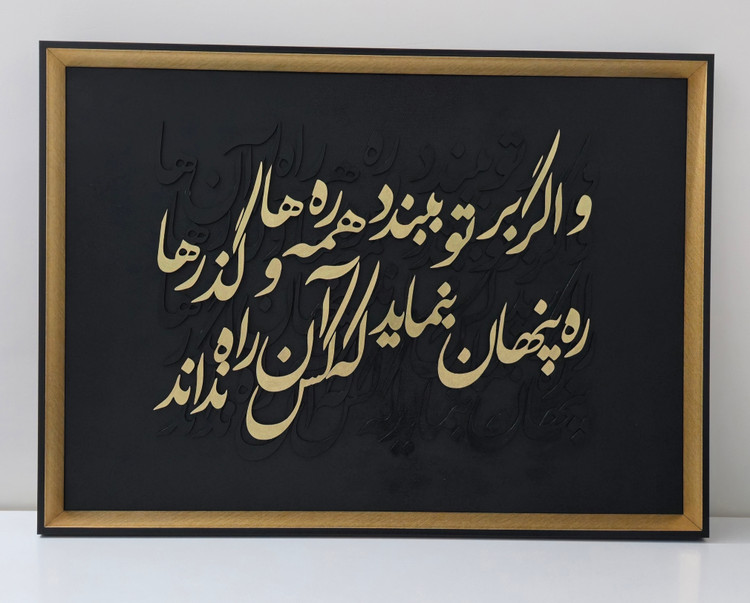 و اگر بر تو ببندد همه ره ها و گذرها
ره پنهان بنماید که کس آن راه نداند